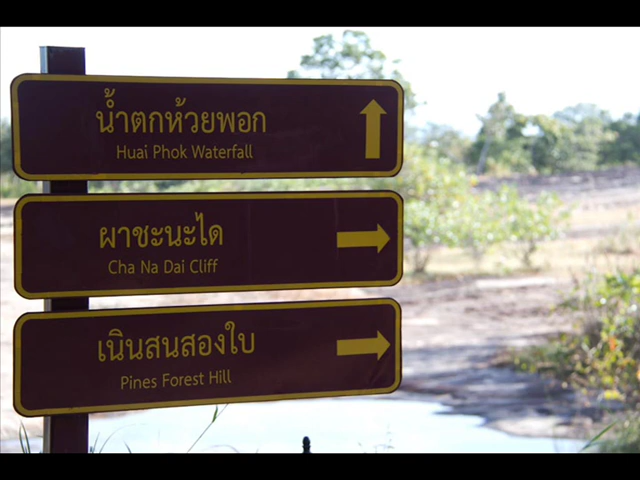 น้ำตกห้วยพอก
Huai Phok Waterfall
ผาชะนะได
Cha Na Dai Cliff
เนินสนสองใบ
Pines Forest Hill